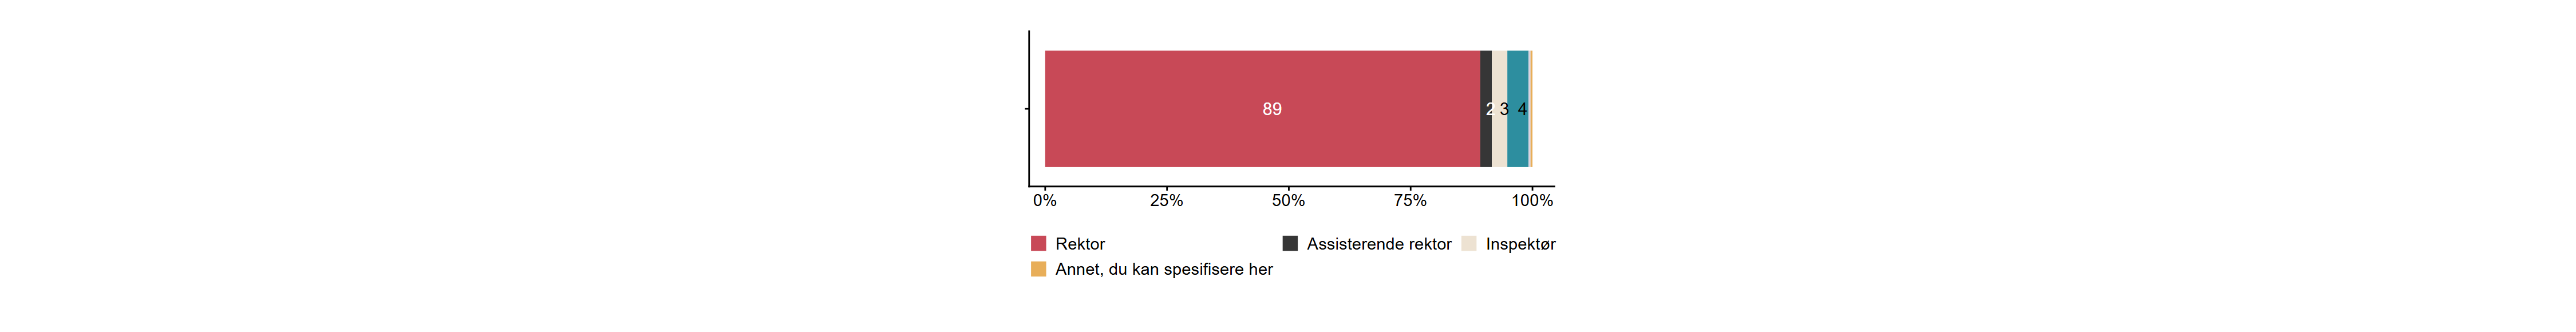 89 2 3 4
0% 25% 50% 75% 100%
Rektor Assisterende rektor Inspektør
Annet, du kan spesifisere her